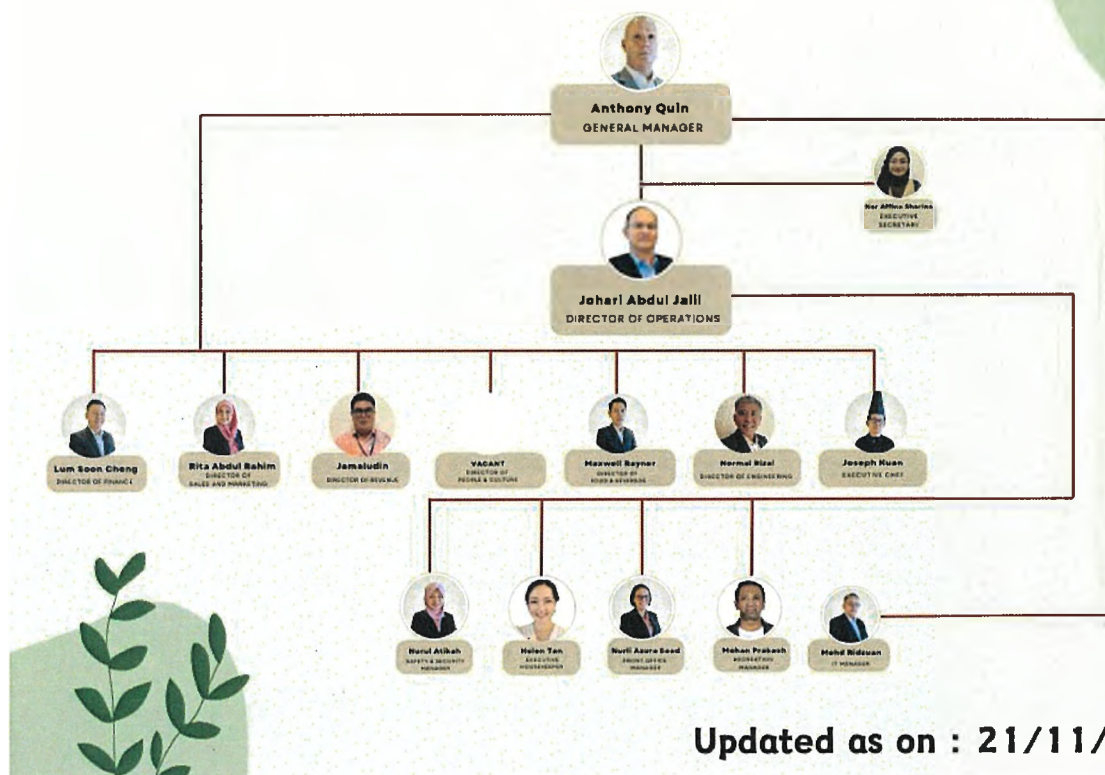 Anthony Quin
GENERAL MANAGER
Nor Affina Sharina
EXECUTIVE
SECRETARY
Johari Abdul Jalil
DIRECTOR OF OPERATIONS
Lum Soon Cheng
DIRECTOR OF FINANCE
Rita Abdul Rahim
DIRECTOR OF
SALES AND MARKETING
Jamaludin
DIRECTOR OF REVENUE
VACANT
DIRECTOR OF
PEOPLE & CULTURE
Maxwell Rayner
DIRECTOR OF
FOOD & BEVERAGE
Normal Rizal
DIRECTOR OF ENGINEERING
Joseph Kuan
EXECUTIVE CHEF
Nurul Atikah
SAFETY & SECURITY
MANAGER
Helen Tan
EXECUTIVE
HOUSEKEEPER
Nurli Azura Saad
FRONT OFFICE
MANAGER
Mohan Prakash
RECREATION
MANAGER
Mohd Ridzuan
IT MANAGER
Updated as on : 21/11/